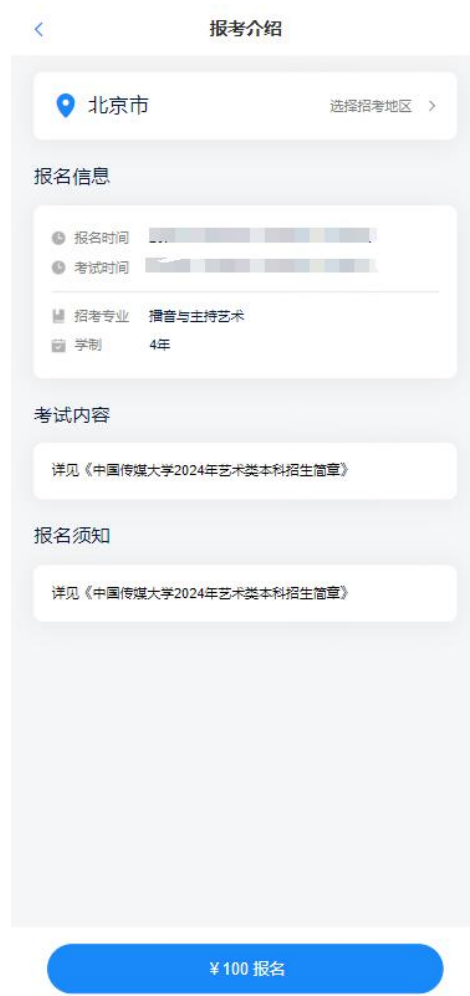 报考介绍
北京市 选择招考地区
报名信息
报名时间
考试时间
招考专业 播音与主持艺术
学制 4年
考试内容
详见《中国传媒大学2024年艺术类本科招生简章》
报名须知
详见《中国传媒大学2024年艺术类本科招生简章》
￥100 报名